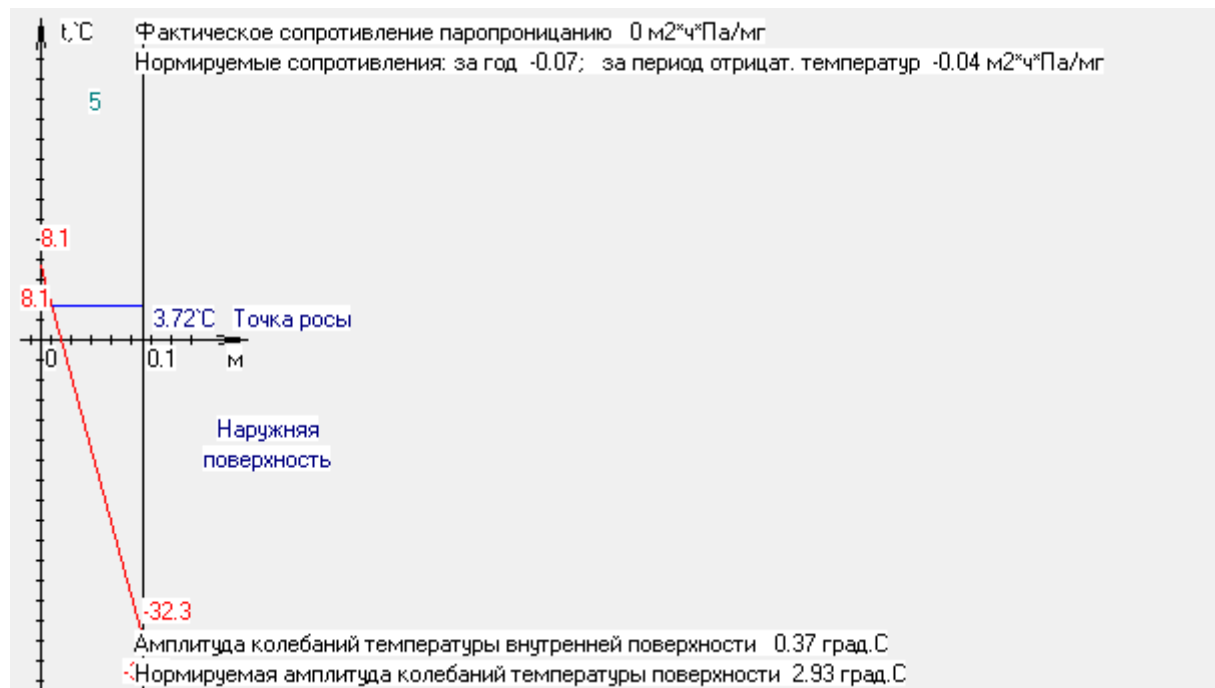 t,°C
Фактическое сопротивление паропроницанию 0 м2*ч*Па/мг
Нормируемые сопротивления: за год -0.07; за период отрицат. температур -0.04 м2*ч*Па/мг
5
-8.1
8.1
3.72°C Точка росы
0
0.1
м
Наружняя
поверхность
-32.3
Амплитуда колебаний температуры внутренней поверхности 0.37 град.С
Нормируемая амплитуда колебаний температуры поверхности 2.93 град.С